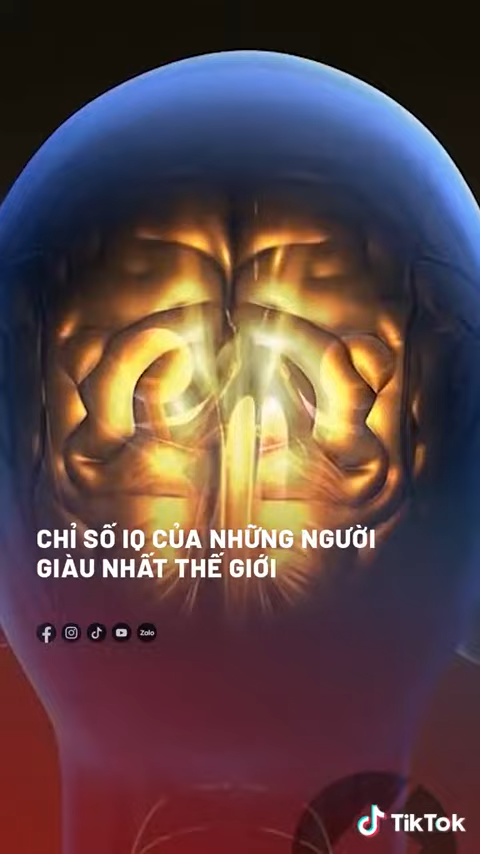 CHỈ SỐ IQ CỦA NHỮNG NGƯỜI
GIÀU NHẤT THẾ GIỚI
Zalo
TikTok